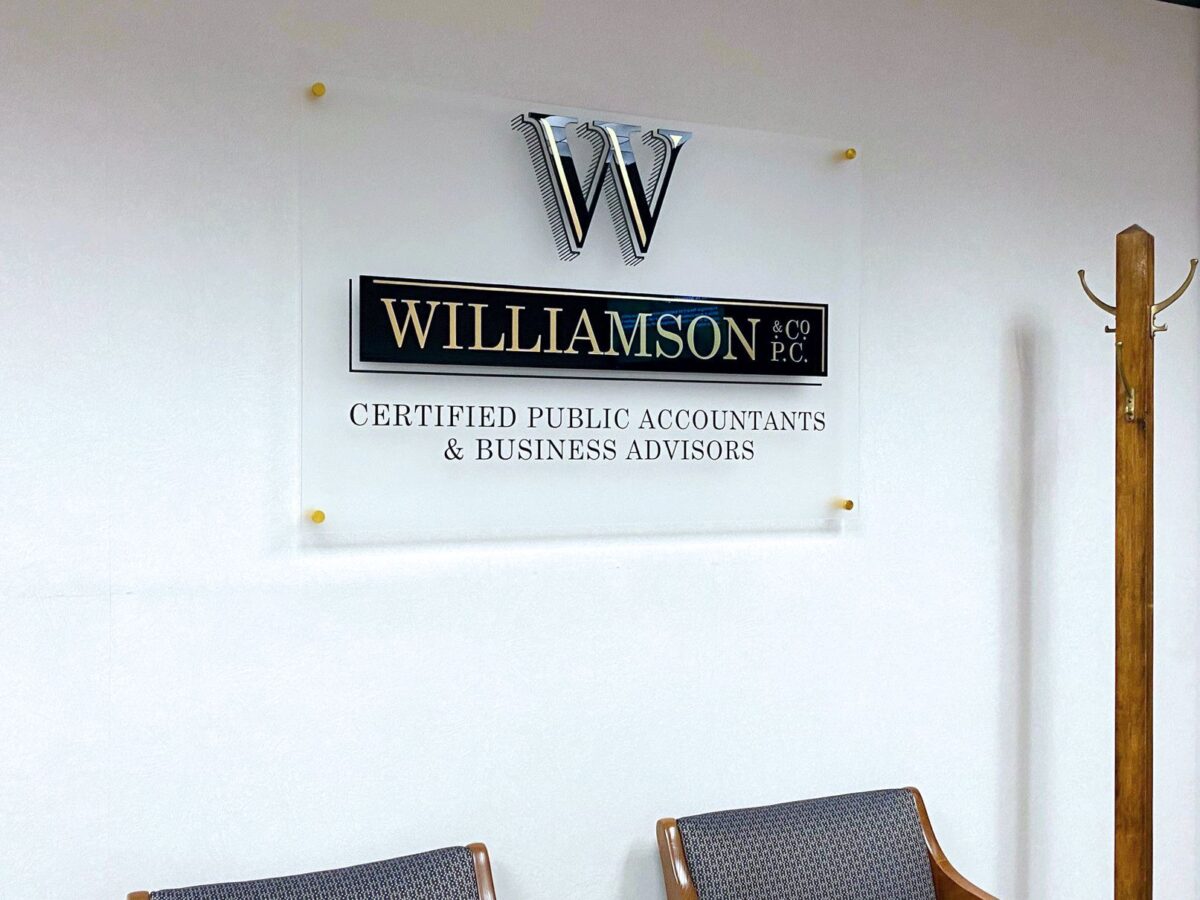 W
WILLIAMSON & CO. P.C.
CERTIFIED PUBLIC ACCOUNTANTS
& BUSINESS ADVISORS